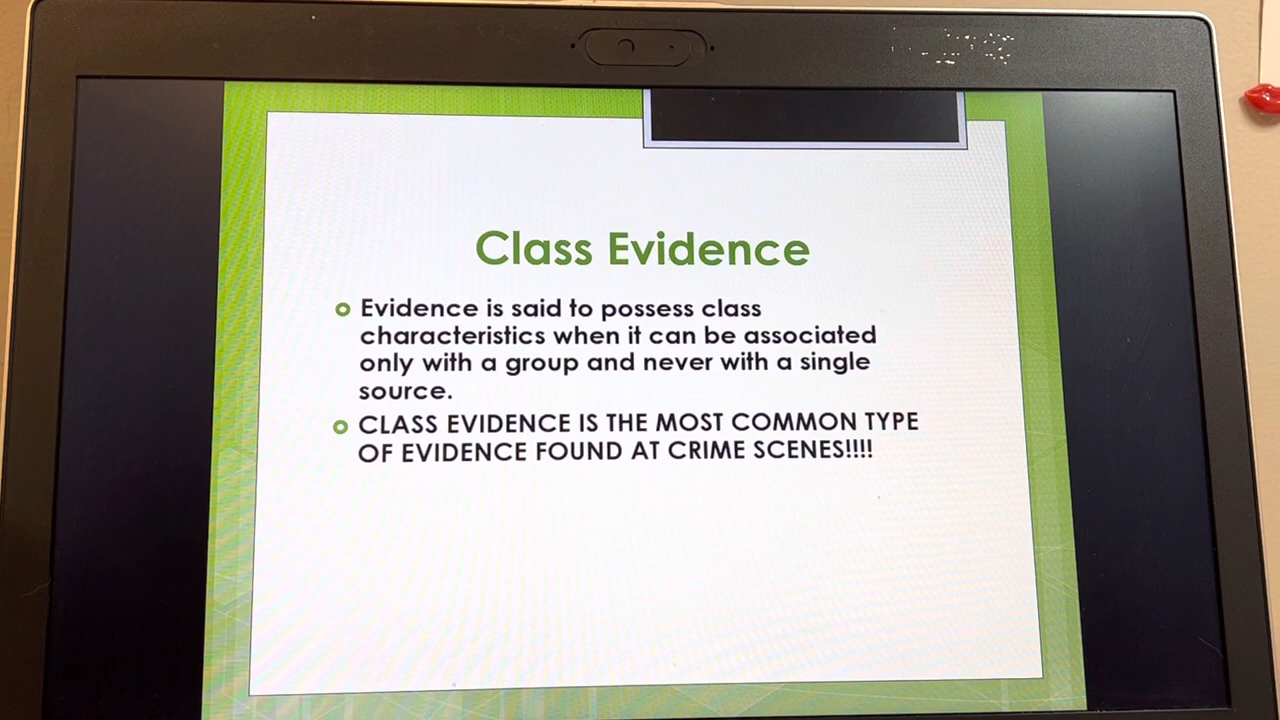 Class Evidence
Evidence is said to possess class
characteristics when it can be associated
only with a group and never with a single
source.
CLASS EVIDENCE IS THE MOST COMMON TYPE
OF EVIDENCE FOUND AT CRIME SCENES!!!!